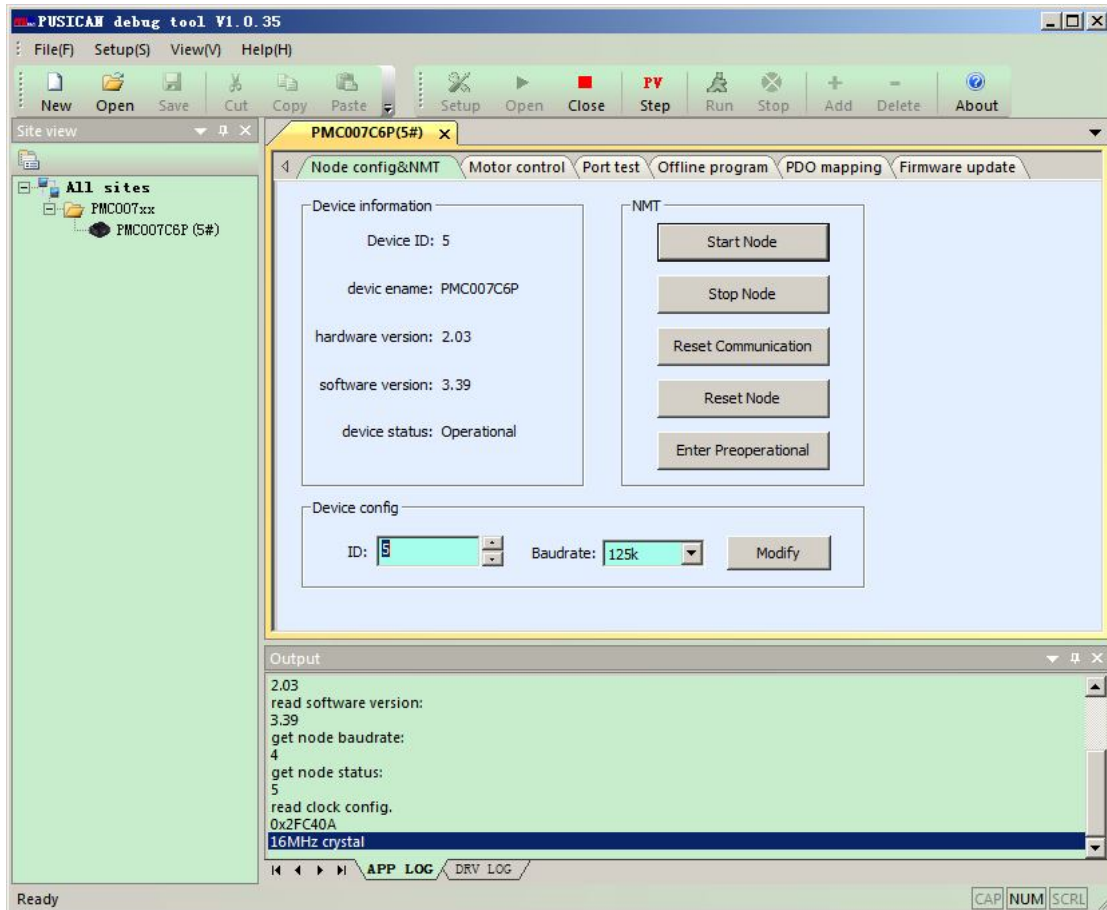 PUSICAN debug tool V1.0.35
File(F) Setup(S) View(V) Help(H)
New Open Save Cut Copy Paste Setup Open Close PV Step Run Stop Add Delete About
Site view
All sites
PMC007xx
PMC007C6P (5#)
PMC007C6P(5#)
Node config&NMT Motor control Port test Offline program PDO mapping Firmware update
Device information
Device ID: 5
devic ename: PMC007C6P
hardware version: 2.03
software version: 3.39
device status: Operational
NMT
Start Node
Stop Node
Reset Communication
Reset Node
Enter Preoperational
Device config
ID: 5 Baudrate: 125k Modify
Output
2.03
read software version:
3.39
get node baudrate:
4
get node status:
5
read clock config.
0x2FC40A
16MHz crystal
APP LOG DRV LOG
Ready CAP NUM SCRL